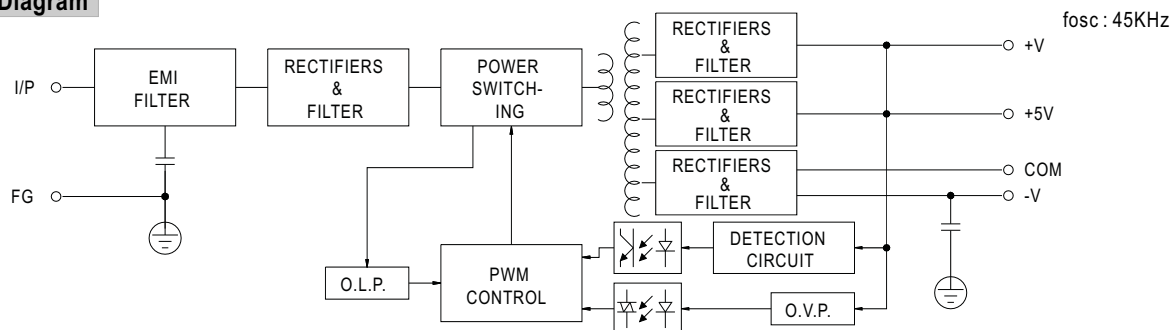 Diagram
fosc : 45KHz
I/P
EMI
FILTER
RECTIFIERS
&
FILTER
POWER
SWITCH-
ING
RECTIFIERS
&
FILTER
+V
RECTIFIERS
&
FILTER
+5V
RECTIFIERS
&
FILTER
COM
-V
FG
DETECTION
CIRCUIT
O.L.P.
PWM
CONTROL
O.V.P.